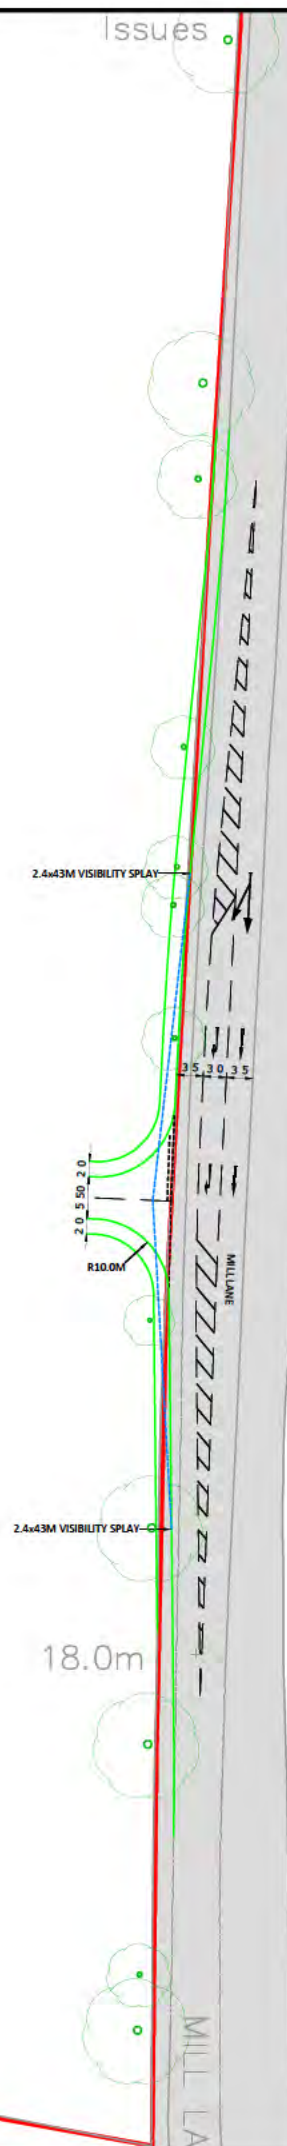 Issues
2.4x43M VISIBILITY SPLAY
3 5 3 0 3 5
2 0
5 50
2 0
R10.0M
MILL LANE
2.4x43M VISIBILITY SPLAY
18.0m
MILL LA